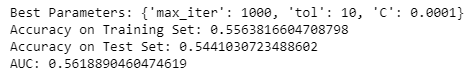 Best Parameters: {'max_iter': 1000, 'tol': 10, 'C': 0.0001}
Accuracy on Training Set: 0.5563816604708798
Accuracy on Test Set: 0.5441030723488602
AUC: 0.5618890460474619